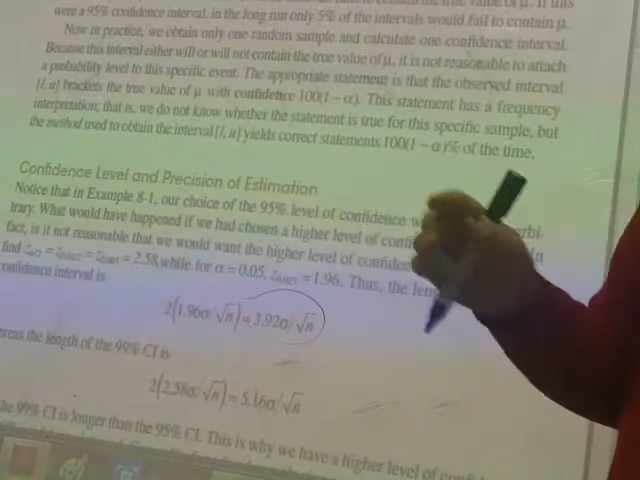 were a 95% confidence interval, in the long run only 5% of the intervals would fail to contain μ.
Now in practice, we obtain only one random sample and calculate one confidence interval.
Because this interval either will or will not contain the true value of μ, it is not reasonable to attach
a probability level to this specific event. The appropriate statement is that the observed interval
[l, u] brackets the true value of μ with confidence 100(1 − α). This statement has a frequency
interpretation; that is, we do not know whether the statement is true for this specific sample, but
the method used to obtain the interval [l, u] yields correct statements 100(1 − α)% of the time.
Confidence Level and Precision of Estimation
Notice that in Example 8-1, our choice of the 95% level of confidence arbi-
trary. What would have happened if we had chosen a higher level of
fact, is it not reasonable that we would want the higher level of
find = 2.58, while for α = 0.05, = 1.96. Thus, the
confidence interval is
2(1.96σ/√n) = 3.92σ/√n
the length of the 99% CI is
2(2.58σ/√n) = 5.16σ/√n
99% CI is longer than the 95% CI. This is why we have a higher level of